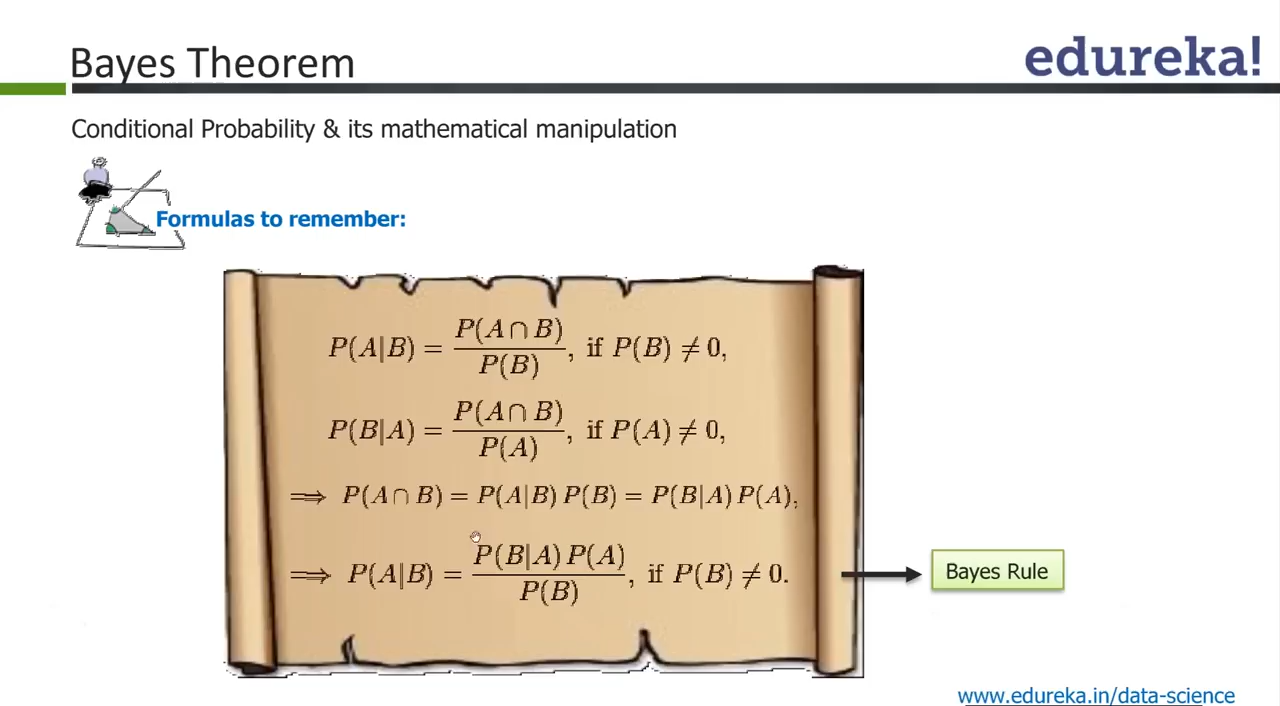 Bayes Theorem
edureka!
Conditional Probability & its mathematical manipulation
Formulas to remember:
P(A|B) = P(A ∩ B) / P(B), if P(B) ≠ 0,
P(B|A) = P(A ∩ B) / P(A), if P(A) ≠ 0,
⟹ P(A ∩ B) = P(A|B) P(B) = P(B|A) P(A),
⟹ P(A|B) = P(B|A) P(A) / P(B), if P(B) ≠ 0.
Bayes Rule
www.edureka.in/data-science